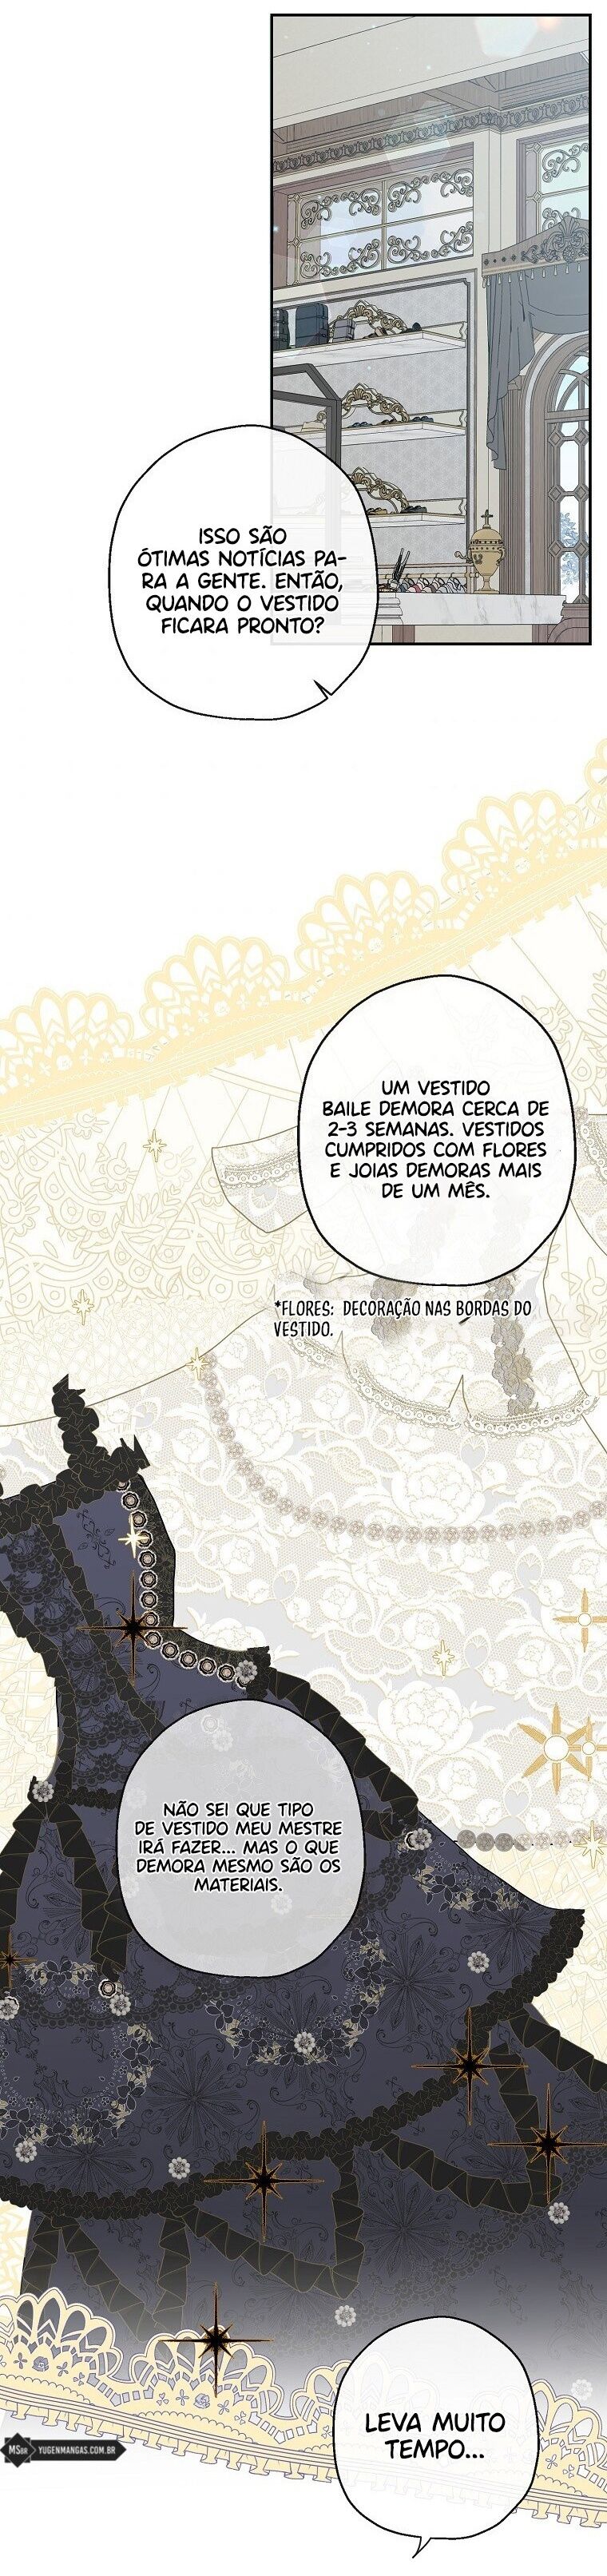 ISSO SÃO
ÓTIMAS NOTÍCIAS PA-
RA A GENTE. ENTÃO,
QUANDO O VESTIDO
FICARA PRONTO?
UM VESTIDO
BAILE DEMORA CERCA DE
2-3 SEMANAS. VESTIDOS
CUMPRIDOS COM FLORES
E JOIAS DEMORAS MAIS
DE UM MÊS.
*FLORES: DECORAÇÃO NAS BORDAS DO
VESTIDO.
NÃO SEI QUE TIPO
DE VESTIDO MEU MESTRE
IRÁ FAZER... MAS O QUE
DEMORA MESMO SÃO OS
MATERIAIS.
LEVA MUITO
TEMPO...
MSBR YUGENMANGAS.COM.BR